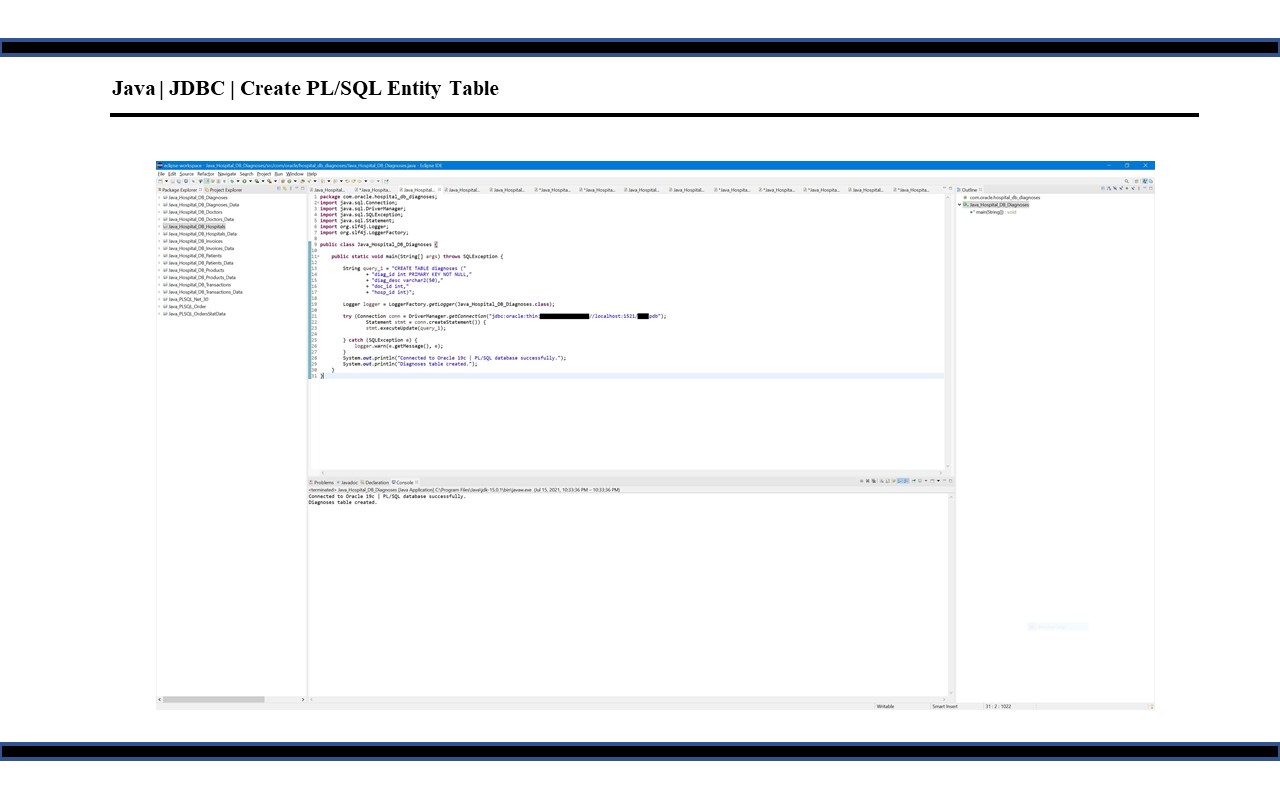 Java | JDBC | Create PL/SQL Entity Table
eclipse-workspace - Java_Hospital_DB_Diagnoses/src/com/oracle/hospital_db_diagnoses/Java_Hospital_DB_Diagnoses.java - Eclipse IDE
File Edit Source Refactor Navigate Search Project Run Window Help
Package Explorer Project Explorer
Java_Hospital_DB_Diagnoses
Java_Hospital_DB_Diagnoses_Data
Java_Hospital_DB_Doctors
Java_Hospital_DB_Doctors_Data
Java_Hospital_DB_Hospitals
Java_Hospital_DB_Hospitals_Data
Java_Hospital_DB_Invoices
Java_Hospital_DB_Invoices_Data
Java_Hospital_DB_Patients
Java_Hospital_DB_Patients_Data
Java_Hospital_DB_Products
Java_Hospital_DB_Products_Data
Java_Hospital_DB_Transactions
Java_Hospital_DB_Transactions_Data
Java_PLSQL_Net_30
Java_PLSQL_Order
Java_PLSQL_OrdersStatData
Java_Hospital... *Java_Hospita... Java_Hospital... Java_Hospital... Java_Hospital... *Java_Hospita... *Java_Hospita... Java_Hospital... Java_Hospital... *Java_Hospita... *Java_Hospita... *Java_Hospita... Java_Hospital... *Java_Hospita...
1 package com.oracle.hospital_db_diagnoses;
2 import java.sql.Connection;
3 import java.sql.DriverManager;
4 import java.sql.SQLException;
5 import java.sql.Statement;
6 import org.slf4j.Logger;
7 import org.slf4j.LoggerFactory;
8
9 public class Java_Hospital_DB_Diagnoses {
10
11 public static void main(String[] args) throws SQLException {
12
13 String query_1 = "CREATE TABLE diagnoses ("
14 + "diag_id int PRIMARY KEY NOT NULL,"
15 + "diag_desc varchar2(50),"
16 + "doc_id int,"
17 + "hosp_id int)";
18
19 Logger logger = LoggerFactory.getLogger(Java_Hospital_DB_Diagnoses.class);
20
21 try (Connection conn = DriverManager.getConnection("jdbc:oracle:thin: //localhost:1521/ pdb");
22 Statement stmt = conn.createStatement()) {
23 stmt.executeUpdate(query_1);
24
25 } catch (SQLException e) {
26 logger.warn(e.getMessage(), e);
27 }
28 System.out.println("Connected to Oracle 19c | PL/SQL database successfully.");
29 System.out.println("Diagnoses table created.");
30 }
31 }
Outline
com.oracle.hospital_db_diagnoses
Java_Hospital_DB_Diagnoses
main(String[]) : void
Problems Javadoc Declaration Console
<terminated> Java_Hospital_DB_Diagnoses [Java Application] C:\Program Files\Java\jdk-15.0.1\bin\javaw.exe (Jul 15, 2021, 10:33:36 PM – 10:33:36 PM)
Connected to Oracle 19c | PL/SQL database successfully.
Diagnoses table created.
Writable Smart Insert 31 : 2 : 1022